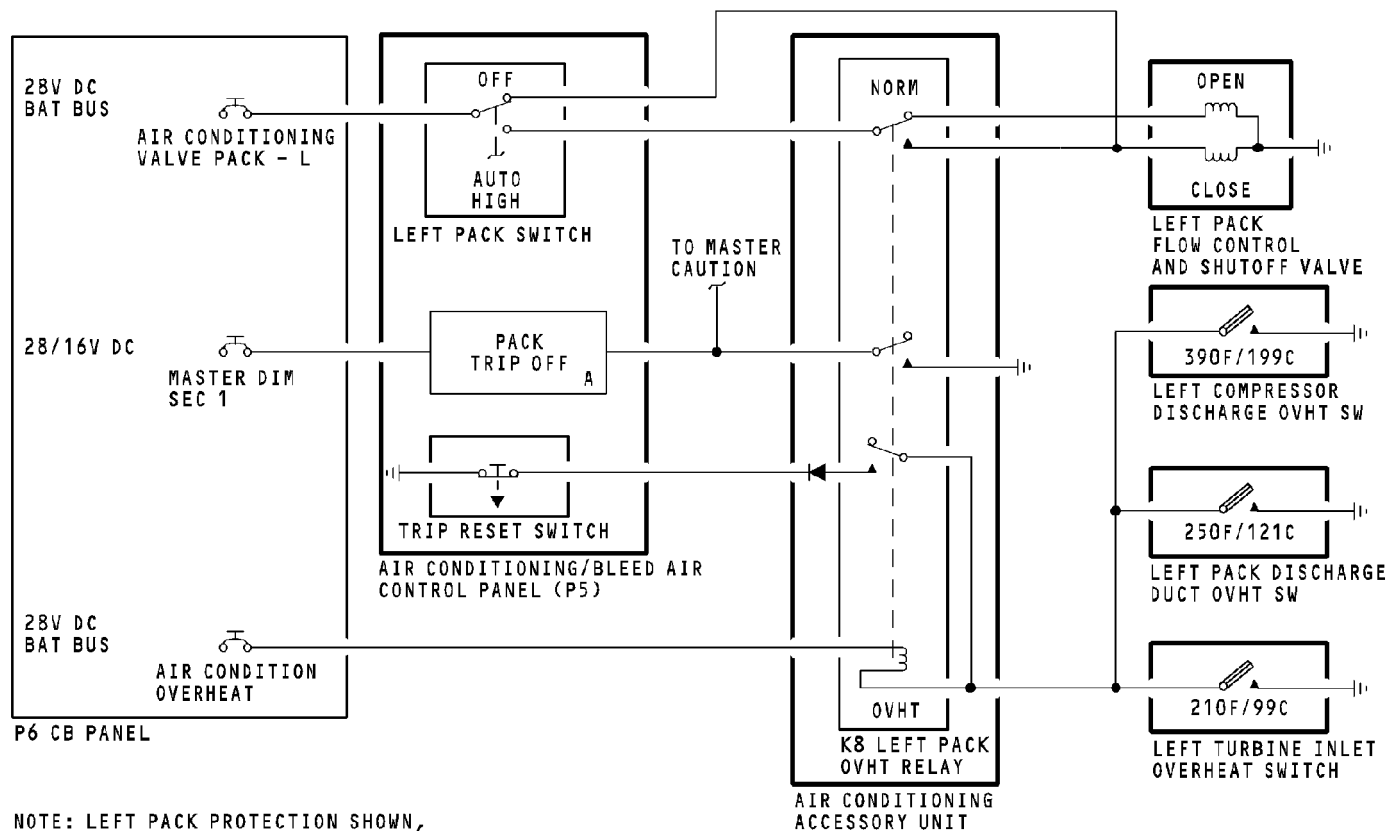 28V DC
BAT BUS
AIR CONDITIONING
VALVE PACK - L
OFF
AUTO
HIGH
LEFT PACK SWITCH
NORM
OPEN
CLOSE
LEFT PACK
FLOW CONTROL
AND SHUTOFF VALVE
TO MASTER
CAUTION
28/16V DC
MASTER DIM
SEC 1
PACK
TRIP OFF
A
390F/199C
LEFT COMPRESSOR
DISCHARGE OVHT SW
TRIP RESET SWITCH
AIR CONDITIONING/BLEED AIR
CONTROL PANEL (P5)
250F/121C
LEFT PACK DISCHARGE
DUCT OVHT SW
28V DC
BAT BUS
AIR CONDITION
OVERHEAT
P6 CB PANEL
OVHT
K8 LEFT PACK
OVHT RELAY
AIR CONDITIONING
ACCESSORY UNIT
210F/99C
LEFT TURBINE INLET
OVERHEAT SWITCH
NOTE: LEFT PACK PROTECTION SHOWN,